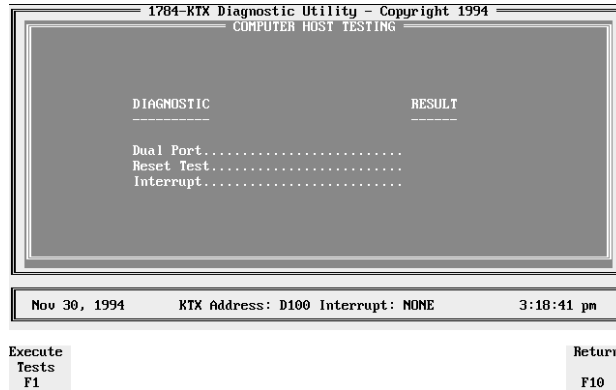 1784-KTX Diagnostic Utility - Copyright 1994
COMPUTER HOST TESTING
DIAGNOSTIC RESULT
---------- ------
Dual Port..........................
Reset Test.........................
Interrupt..........................
Nov 30, 1994 KTX Address: D100 Interrupt: NONE 3:18:41 pm
Execute Return
Tests
F1 F10